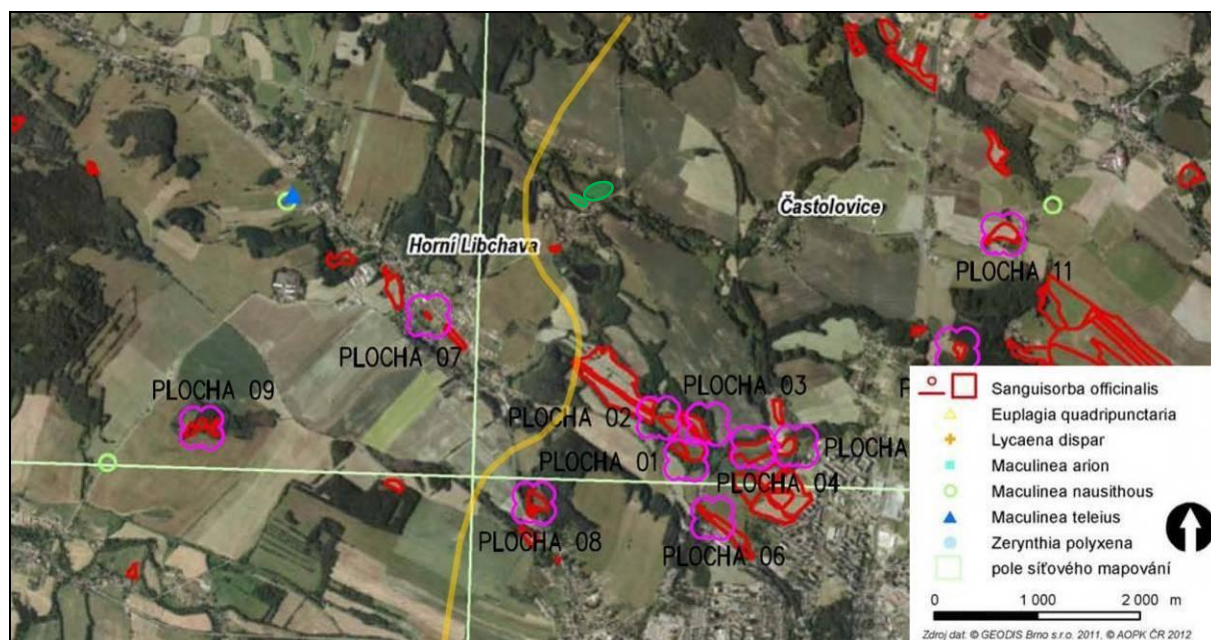 Častolovice
Horní Libchava
PLOCHA 11
PLOCHA 07
PLOCHA 09
PLOCHA 03
PLOCHA 02
PLOCHA
PLOCHA 01
PLOCHA 04
PLOCHA 08
PLOCHA 06
Sanguisorba officinalis
Euplagia quadripunctaria
Lycaena dispar
Maculinea arion
Maculinea nausithous
Maculinea teleius
Zerynthia polyxena
pole síťového mapování
0 1 000 2 000 m
Zdroj dat: © GEODIS Brno s.r.o. 2011, © AOPK ČR 2012